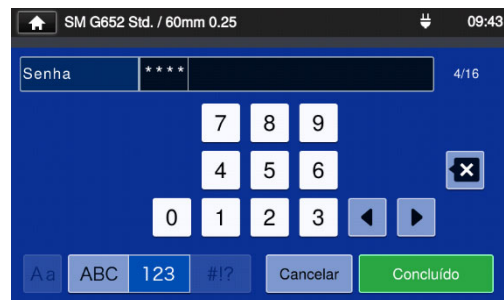 SM G652 Std. / 60mm 0.25 09:43
Senha **** 4/16
7 8 9
4 5 6
0 1 2 3
Aa ABC 123 #!? Cancelar Concluído